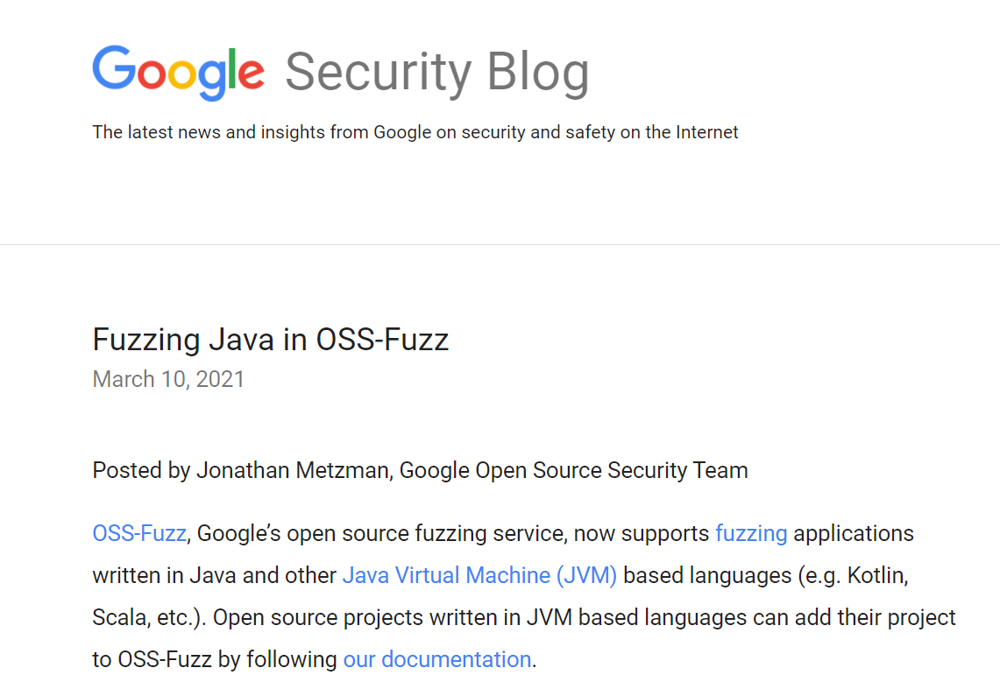 Google Security Blog
The latest news and insights from Google on security and safety on the Internet
Fuzzing Java in OSS-Fuzz
March 10, 2021
Posted by Jonathan Metzman, Google Open Source Security Team
OSS-Fuzz, Google’s open source fuzzing service, now supports fuzzing applications
written in Java and other Java Virtual Machine (JVM) based languages (e.g. Kotlin,
Scala, etc.). Open source projects written in JVM based languages can add their project
to OSS-Fuzz by following our documentation.